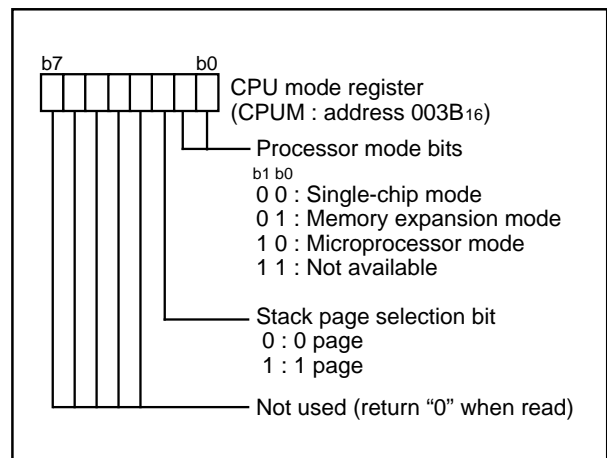 b7 b0
CPU mode register
(CPUM : address 003B16)
Processor mode bits
b1 b0
0 0 : Single-chip mode
0 1 : Memory expansion mode
1 0 : Microprocessor mode
1 1 : Not available
Stack page selection bit
0 : 0 page
1 : 1 page
Not used (return “0” when read)